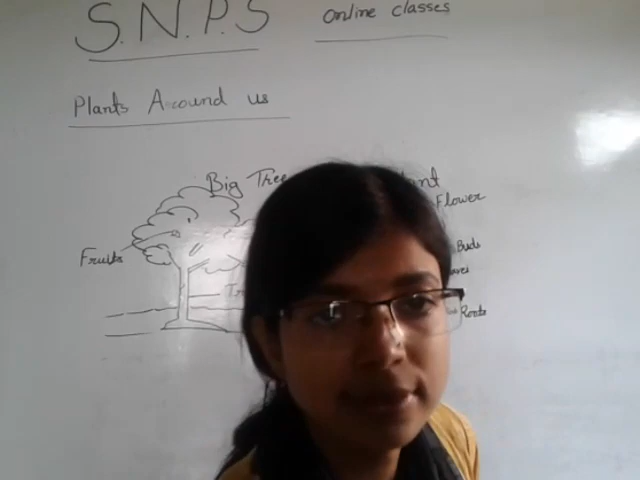 S.N.P.S
Online classes
Plants Around us
Big Tree
Flower
Fruits
Buds
Roots